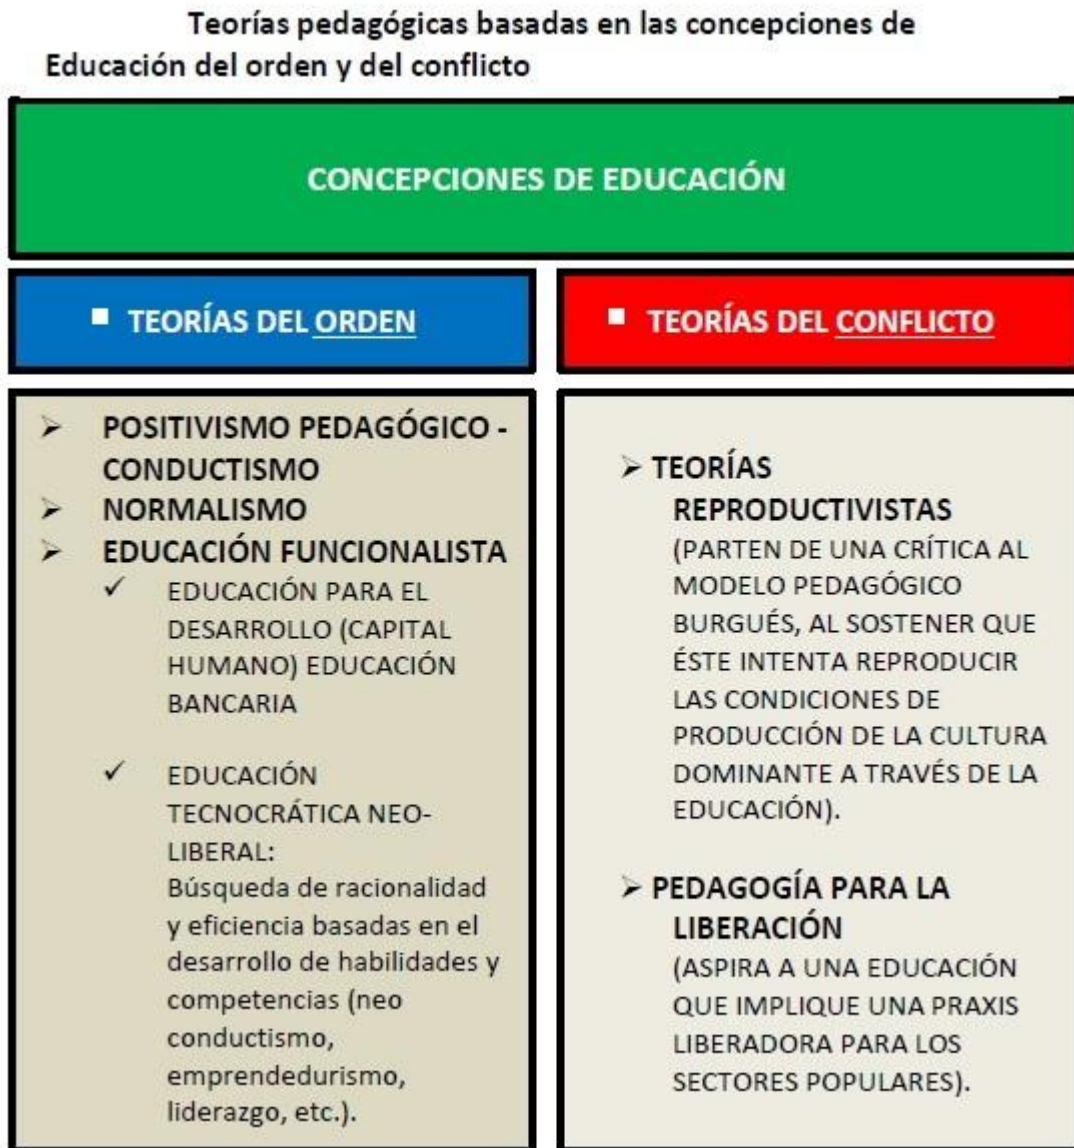 Teorías pedagógicas basadas en las concepciones de
Educación del orden y del conflicto
CONCEPCIONES DE EDUCACIÓN
▪ TEORÍAS DEL ORDEN
➢ POSITIVISMO PEDAGÓGICO -
CONDUCTISMO
➢ NORMALISMO
➢ EDUCACIÓN FUNCIONALISTA
✓ EDUCACIÓN PARA EL
DESARROLLO (CAPITAL
HUMANO) EDUCACIÓN
BANCARIA
✓ EDUCACIÓN
TECNOCRÁTICA NEO-
LIBERAL:
Búsqueda de racionalidad
y eficiencia basadas en el
desarrollo de habilidades y
competencias (neo
conductismo,
emprendedurismo,
liderazgo, etc.).
▪ TEORÍAS DEL CONFLICTO
➢ TEORÍAS
REPRODUCTIVISTAS
(PARTEN DE UNA CRÍTICA AL
MODELO PEDAGÓGICO
BURGUÉS, AL SOSTENER QUE
ÉSTE INTENTA REPRODUCIR
LAS CONDICIONES DE
PRODUCCIÓN DE LA CULTURA
DOMINANTE A TRAVÉS DE LA
EDUCACIÓN).
➢ PEDAGOGÍA PARA LA
LIBERACIÓN
(ASPIRA A UNA EDUCACIÓN
QUE IMPLIQUE UNA PRAXIS
LIBERADORA PARA LOS
SECTORES POPULARES).